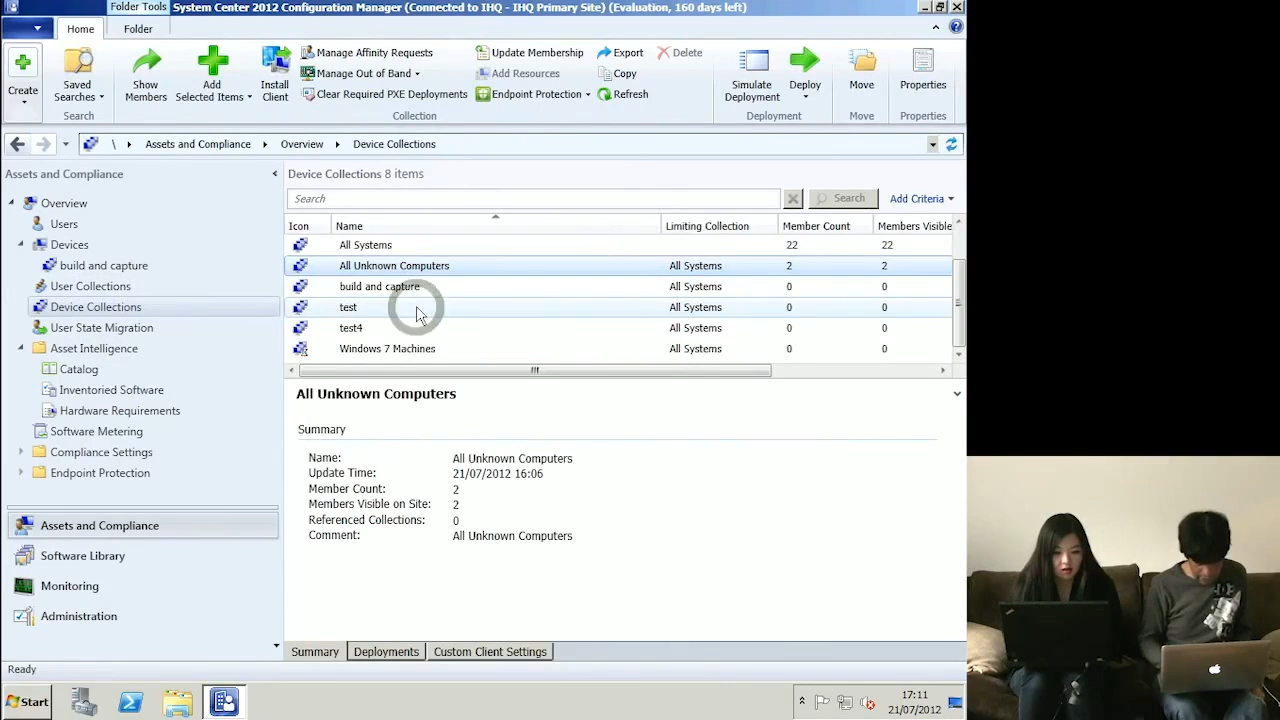 Folder Tools
System Center 2012 Configuration Manager (Connected to IHQ - IHQ Primary Site) (Evaluation, 160 days left)
Home
Folder
Create
Saved Searches
Search
Show Members
Add Selected Items
Install Client
Manage Affinity Requests
Manage Out of Band
Clear Required PXE Deployments
Update Membership
Add Resources
Endpoint Protection
Export
Copy
Refresh
Delete
Collection
Simulate Deployment
Deploy
Deployment
Move
Move
Properties
Properties
\ Assets and Compliance Overview Device Collections
Assets and Compliance
Overview
Users
Devices
build and capture
User Collections
Device Collections
User State Migration
Asset Intelligence
Catalog
Inventoried Software
Hardware Requirements
Software Metering
Compliance Settings
Endpoint Protection
Assets and Compliance
Software Library
Monitoring
Administration
Device Collections 8 items
Search
Search
Add Criteria
Icon Name Limiting Collection Member Count Members Visible
All Systems 22 22
All Unknown Computers All Systems 2 2
build and capture All Systems 0 0
test All Systems 0 0
test4 All Systems 0 0
Windows 7 Machines All Systems 0 0
All Unknown Computers
Summary
Name: All Unknown Computers
Update Time: 21/07/2012 16:06
Member Count: 2
Members Visible on Site: 2
Referenced Collections: 0
Comment: All Unknown Computers
Summary Deployments Custom Client Settings
Ready
Start
17:11
21/07/2012